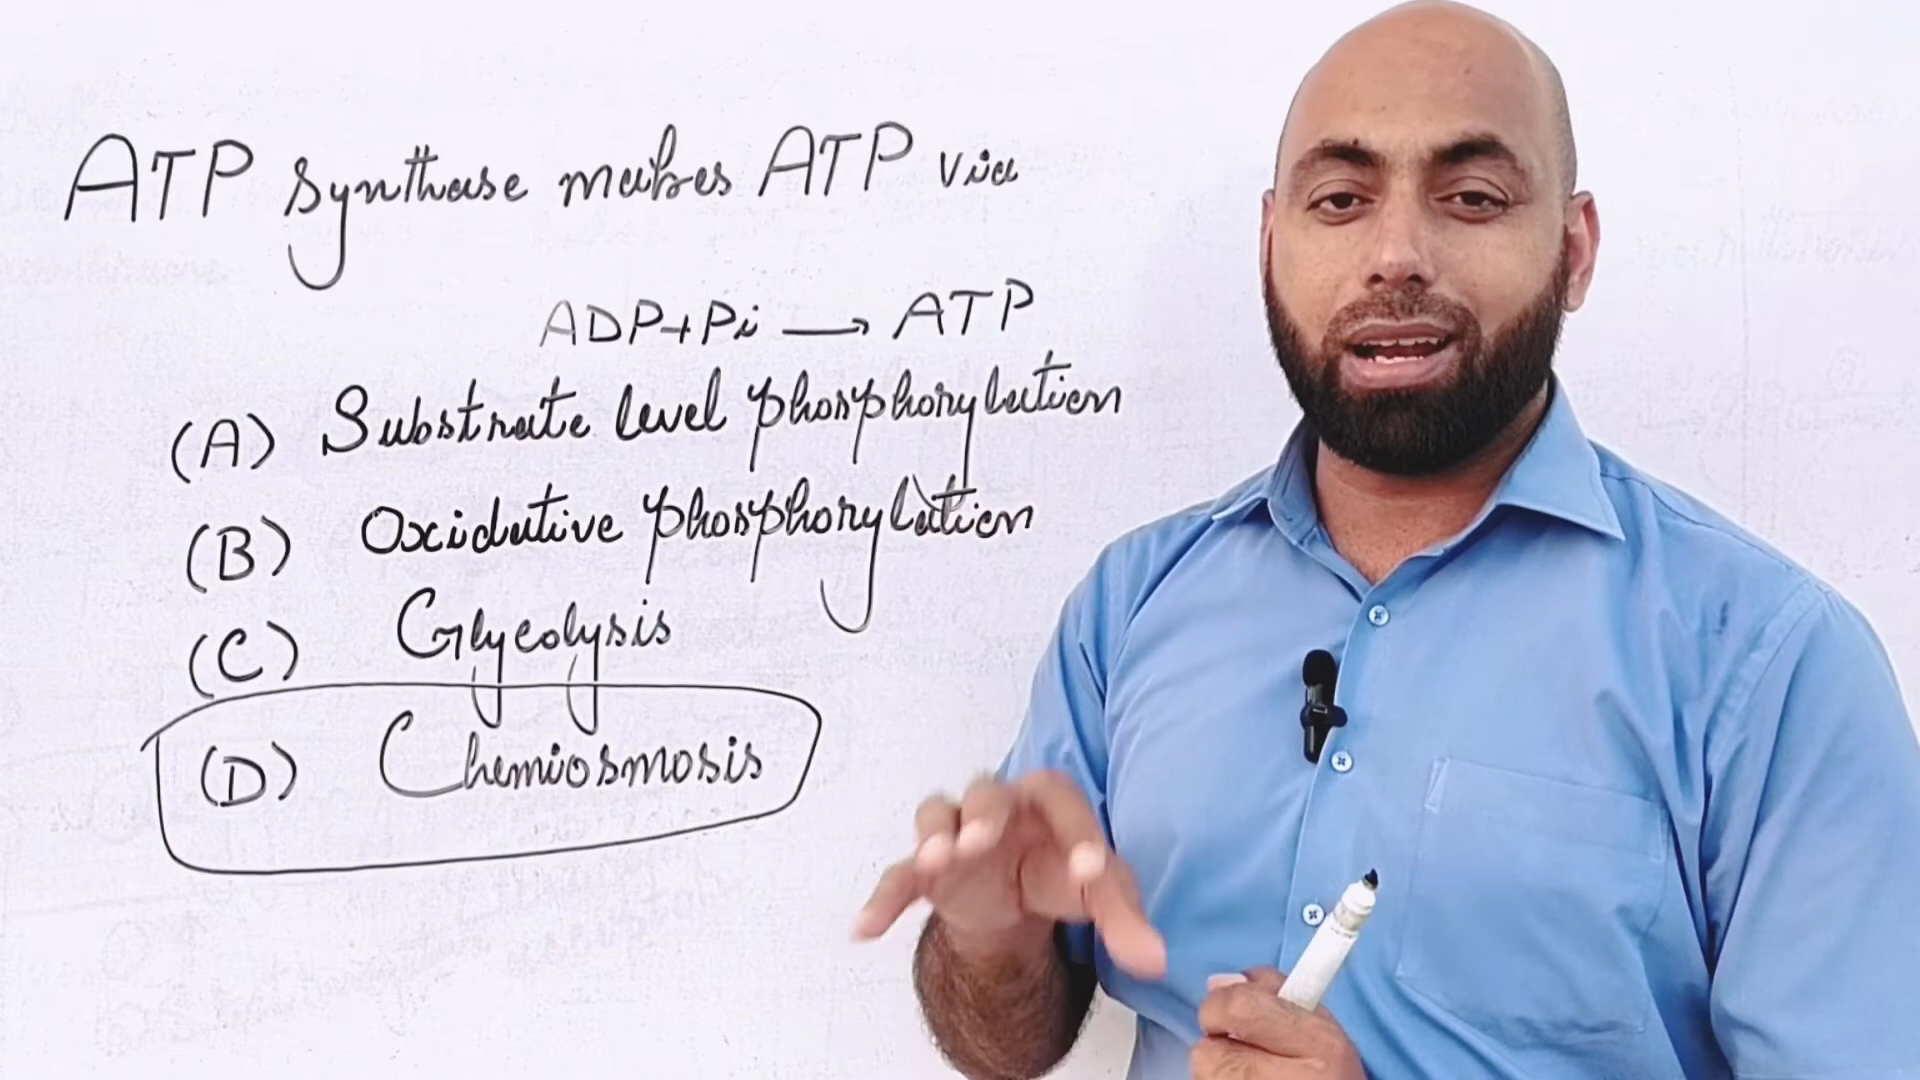 ATP synthase makes ATP via
ADP+Pi → ATP
(A) Substrate level phosphorylation
(B) Oxidative phosphorylation
(C) Glycolysis
(D) Chemiosmosis